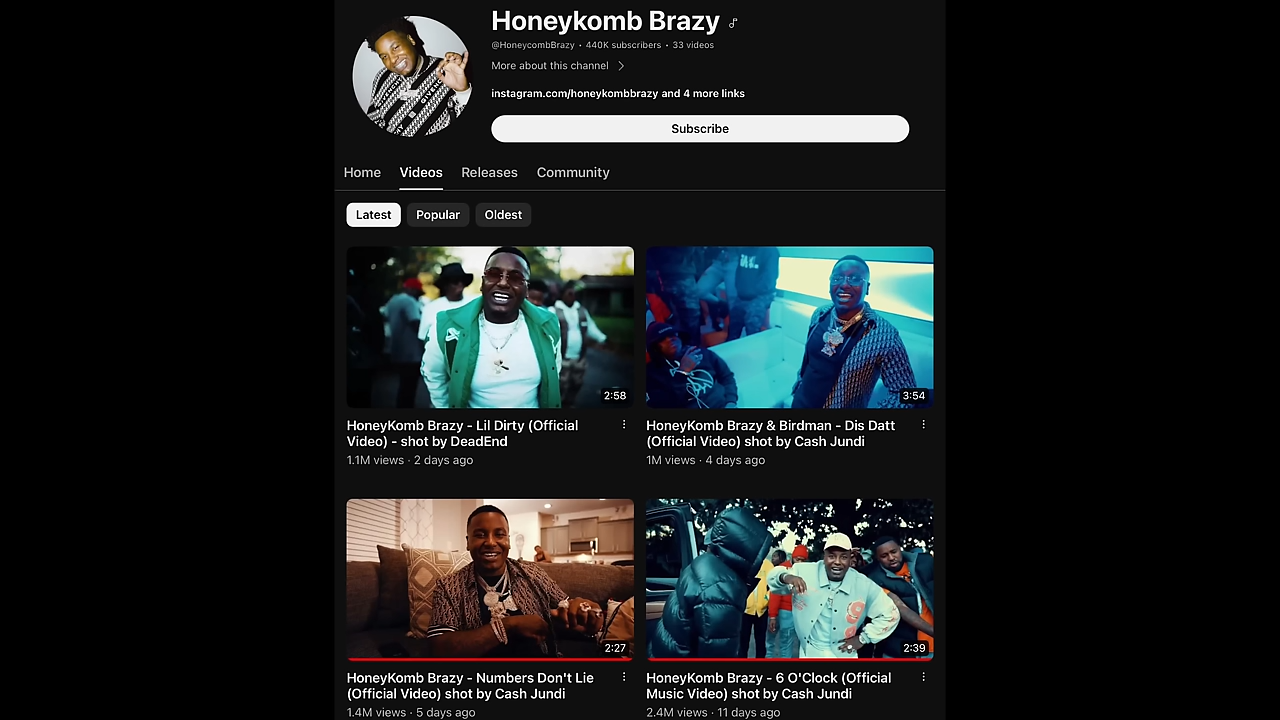 Honeykomb Brazy
@HoneycombBrazy • 440K subscribers • 33 videos
More about this channel
instagram.com/honeykombbrazy and 4 more links
Subscribe
Home Videos Releases Community
Latest Popular Oldest
2:58
3:54
HoneyKomb Brazy - Lil Dirty (Official
Video) - shot by DeadEnd
1.1M views · 2 days ago
HoneyKomb Brazy & Birdman - Dis Datt
(Official Video) shot by Cash Jundi
1M views · 4 days ago
2:27
2:39
HoneyKomb Brazy - Numbers Don't Lie
(Official Video) shot by Cash Jundi
1.4M views · 5 days ago
HoneyKomb Brazy - 6 O'Clock (Official
Music Video) shot by Cash Jundi
2.4M views · 11 days ago